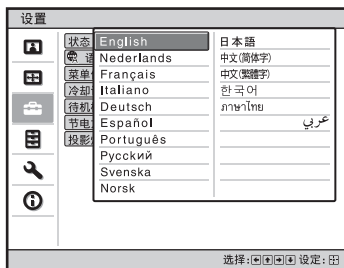 设置
状态
语
菜单
冷却
待机
节电
投影
English
Nederlands
Français
Italiano
Deutsch
Español
Português
Русский
Svenska
Norsk
日本語
中文(简体字)
中文(繁體字)
한국어
ภาษาไทย
عربي
选择: 设定: